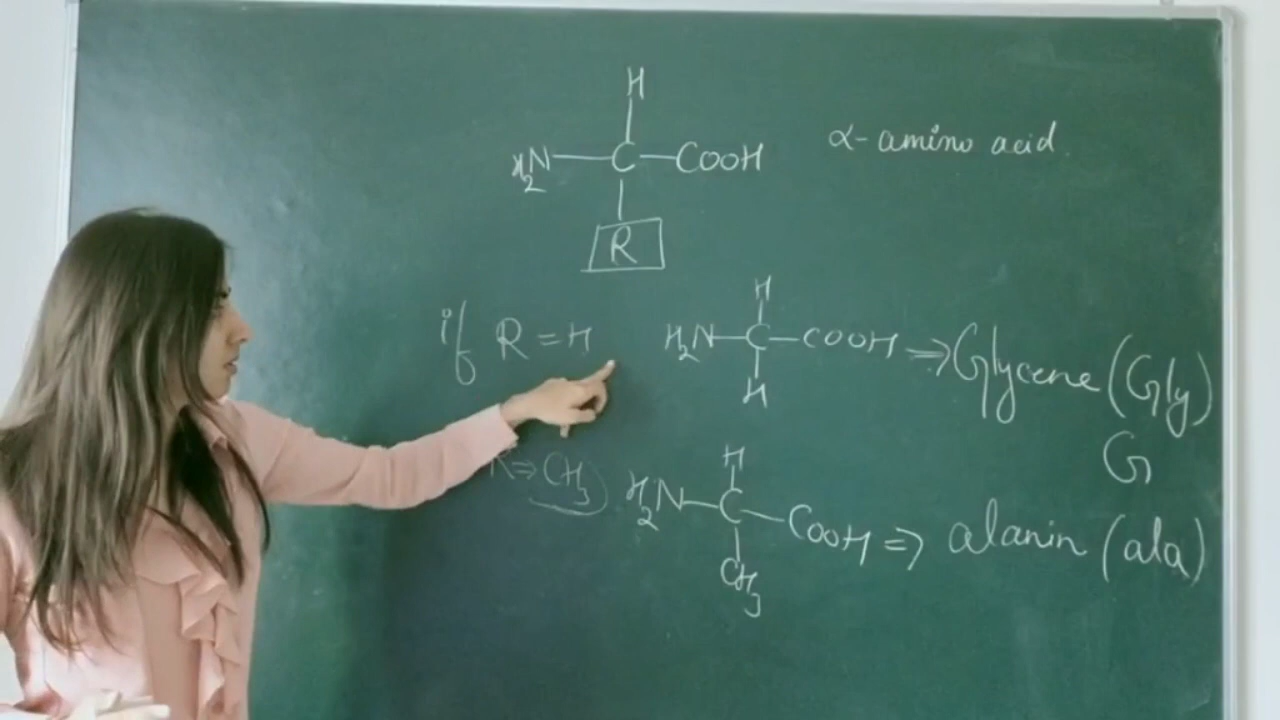 H
H₂N—C—COOH α-amino acid.
R
H
if R = H H₂N—C—COOH ⇒ Glycene (Gly)
H
G
H
R ⇒ CH₃ H₂N—C—COOH ⇒ alanin (ala)
CH₃